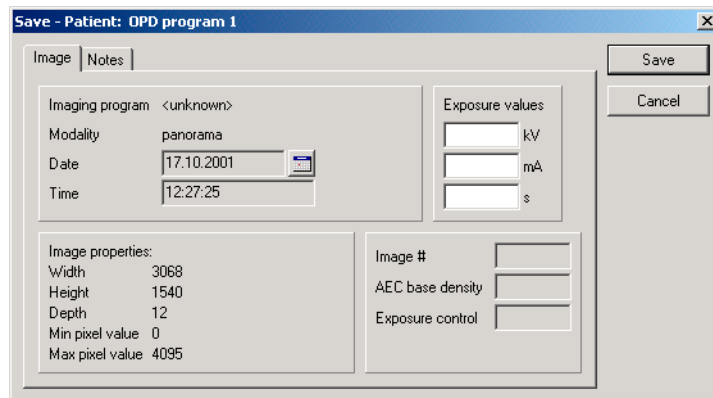 Save - Patient: OPD program 1
Image
Notes
Save
Cancel
Imaging program <unknown>
Modality panorama
Date 17.10.2001
Time 12:27:25
Exposure values
kV
mA
s
Image properties:
Width 3068
Height 1540
Depth 12
Min pixel value 0
Max pixel value 4095
Image #
AEC base density
Exposure control